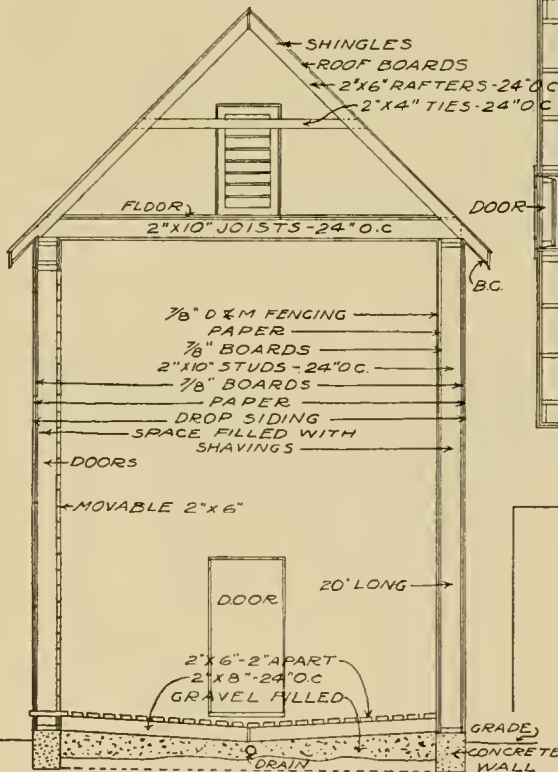 SHINGLES
ROOF BOARDS
2"X6" RAFTERS-24"O.C
2"X4" TIES-24"O.C
FLOOR
2"X10" JOISTS-24"O.C
DOOR
B.C.
7/8" D&M FENCING
PAPER
7/8" BOARDS
2"X10" STUDS-24"O.C.
7/8" BOARDS
PAPER
DROP SIDING
SPACE FILLED WITH
SHAVINGS
DOORS
MOVABLE 2"X6"
DOOR
20' LONG
2"X6"-2"APART
2"X8"-24"O.C
GRAVEL FILLED
GRADE
DRAIN
CONCRETE
WALL